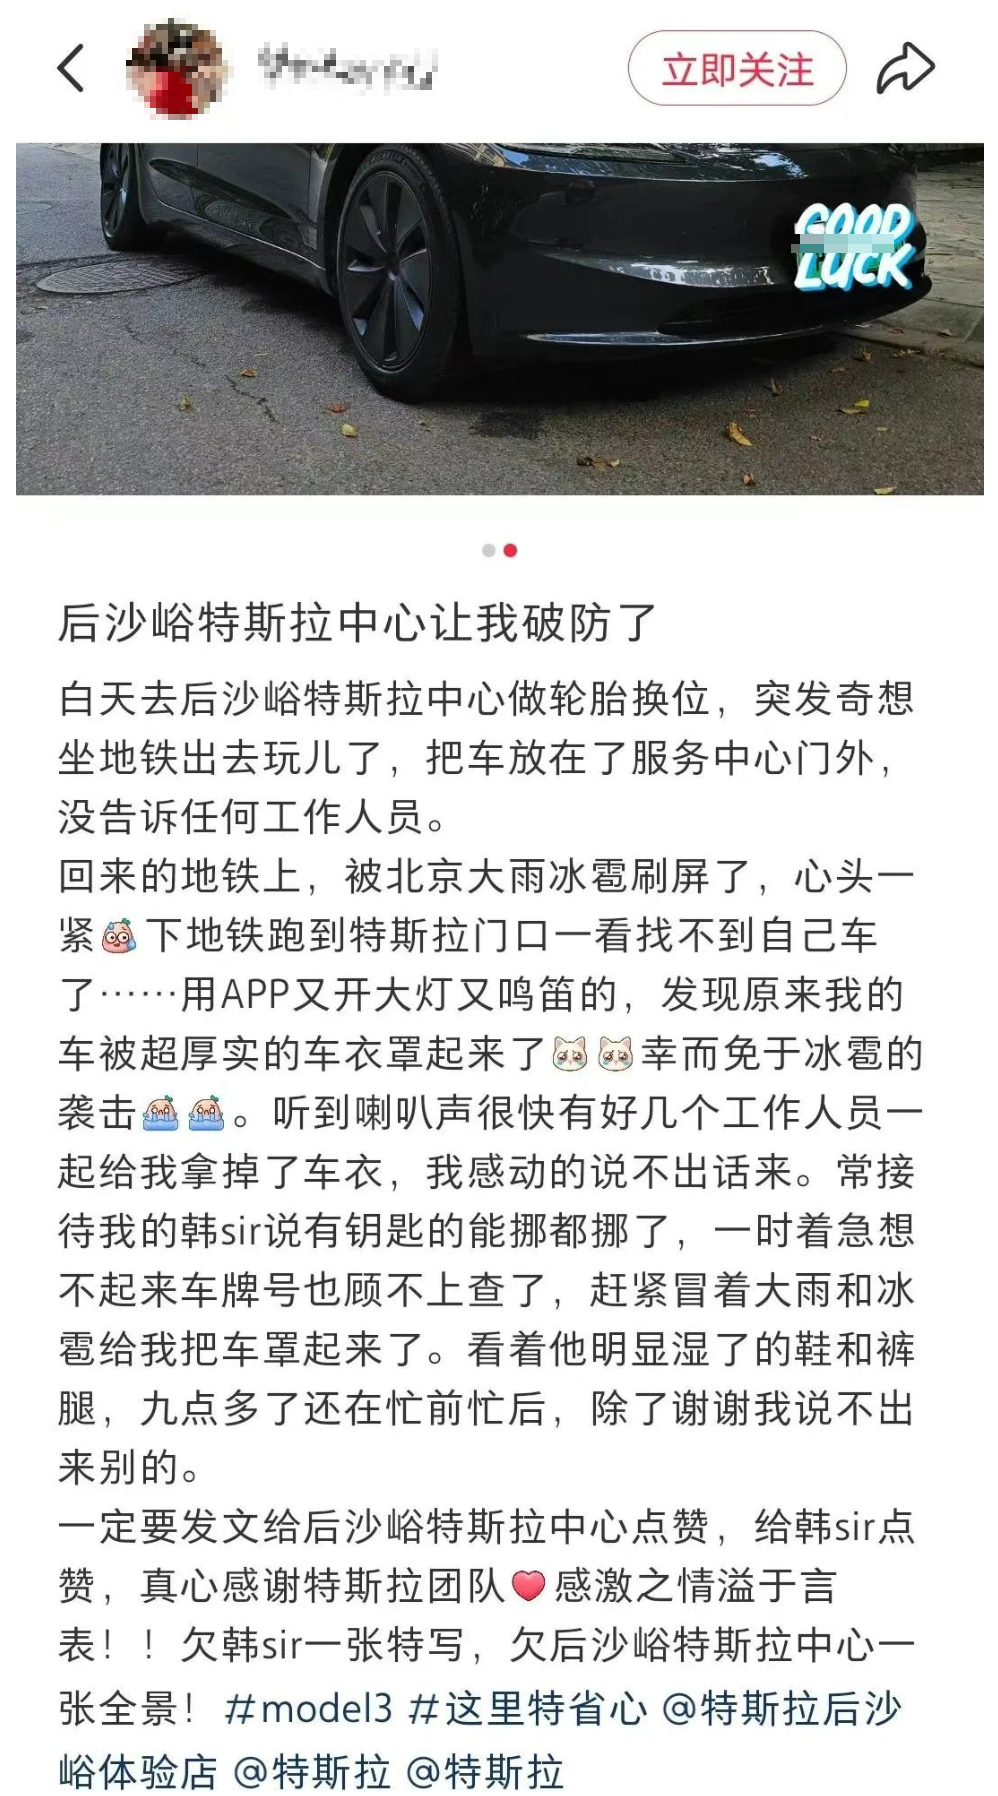 立即关注
GOOD
LUCK
后沙峪特斯拉中心让我破防了
白天去后沙峪特斯拉中心做轮胎换位，突发奇想
坐地铁出去玩儿了，把车放在了服务中心门外，
没告诉任何工作人员。
回来的地铁上，被北京大雨冰雹刷屏了，心头一
紧下地铁跑到特斯拉门口一看找不到自己车
了……用APP又开大灯又鸣笛的，发现原来我的
车被超厚实的车衣罩起来了幸而免于冰雹的
袭击。听到喇叭声很快有好几个工作人员一
起给我拿掉了车衣，我感动的说不出话来。常接
待我的韩sir说有钥匙的能挪都挪了，一时着急想
不起来车牌号也顾不上查了，赶紧冒着大雨和冰
雹给我把车罩起来了。看着他明显湿了的鞋和裤
腿，九点多了还在忙前忙后，除了谢谢我说不出
来别的。
一定要发文给后沙峪特斯拉中心点赞，给韩sir点
赞，真心感谢特斯拉团队❤️感激之情溢于言
表！！欠韩sir一张特写，欠后沙峪特斯拉中心一
张全景！#model3 #这里特省心 @特斯拉后沙
峪体验店 @特斯拉 @特斯拉